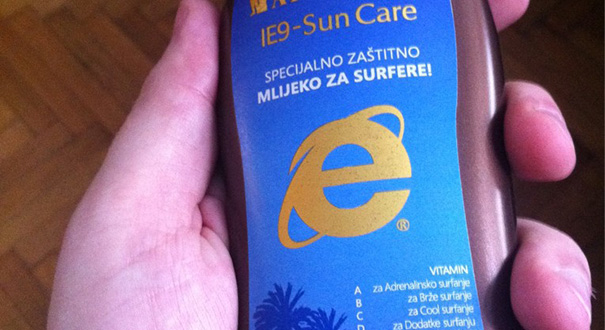 IE9-Sun Care
SPECIJALNO ZAŠTITNO
MLIJEKO ZA SURFERE!
e®
VITAMIN
A za Adrenalinsko surfanje
B za Brže surfanje
C za Cool surfanje
D za Dodatke surfanju